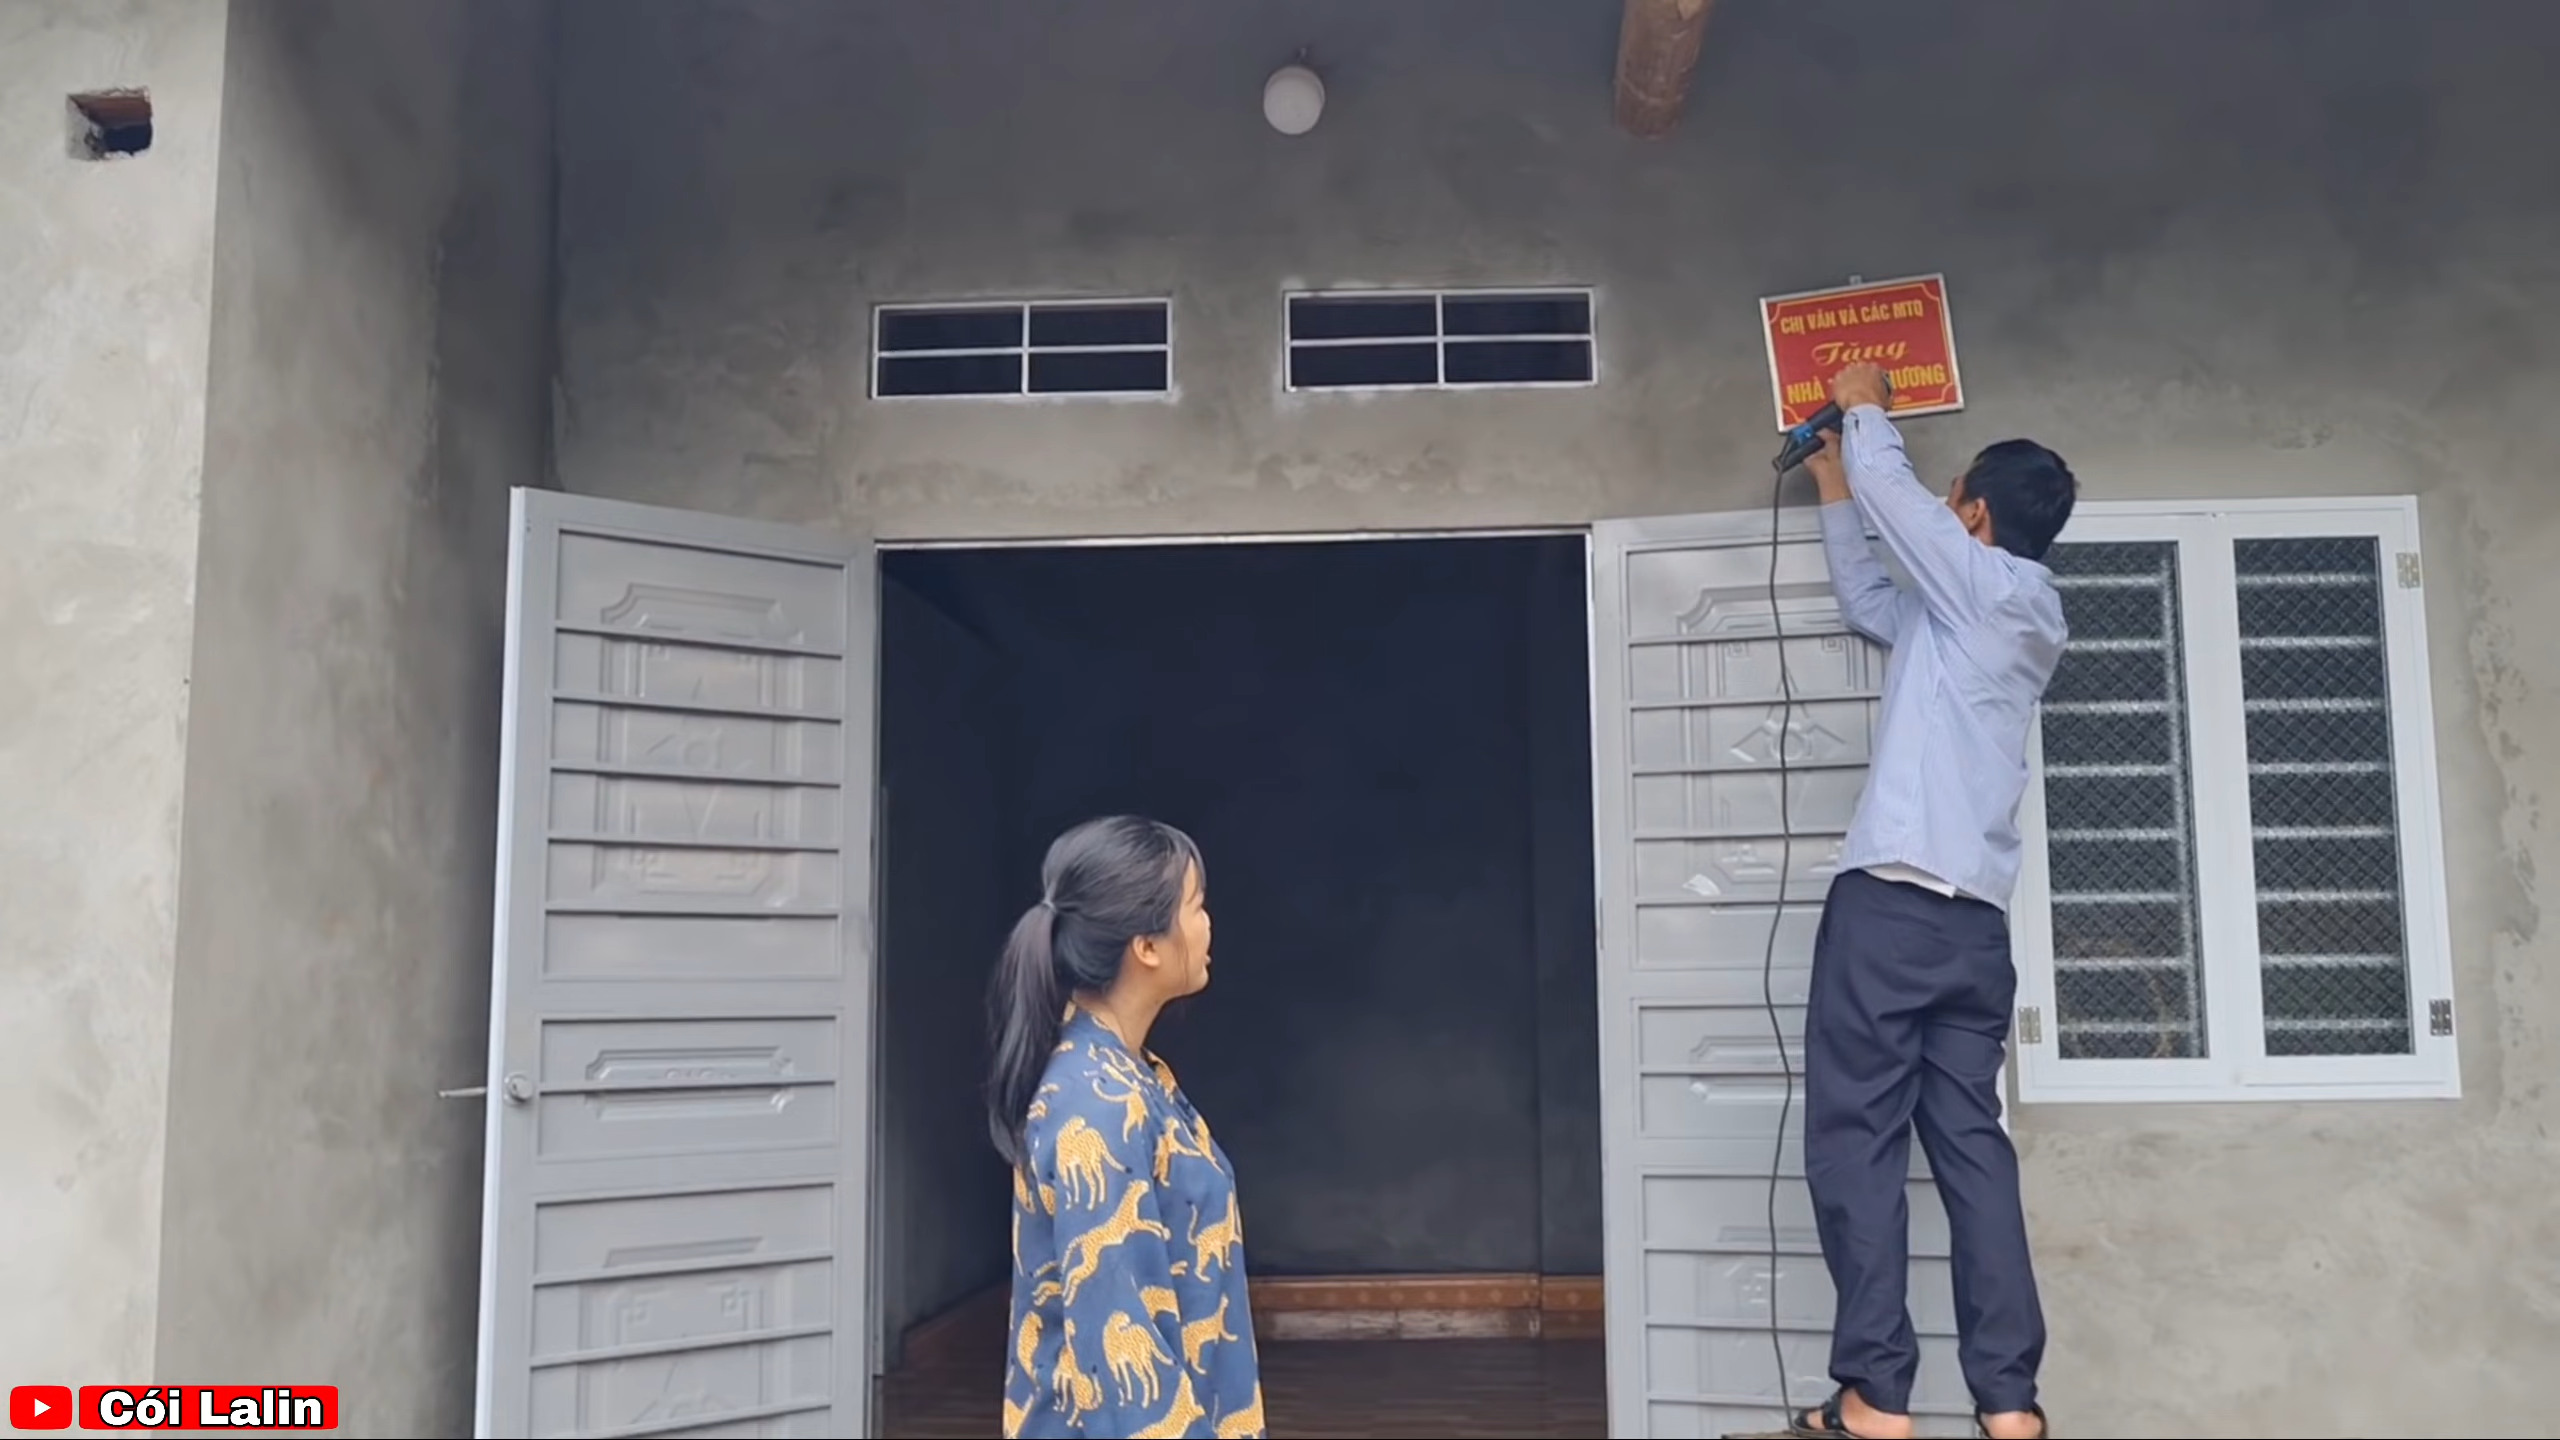 CHỊ VÂN VÀ CÁC MTQ
Tặng
NHÀ
Cói Lalin